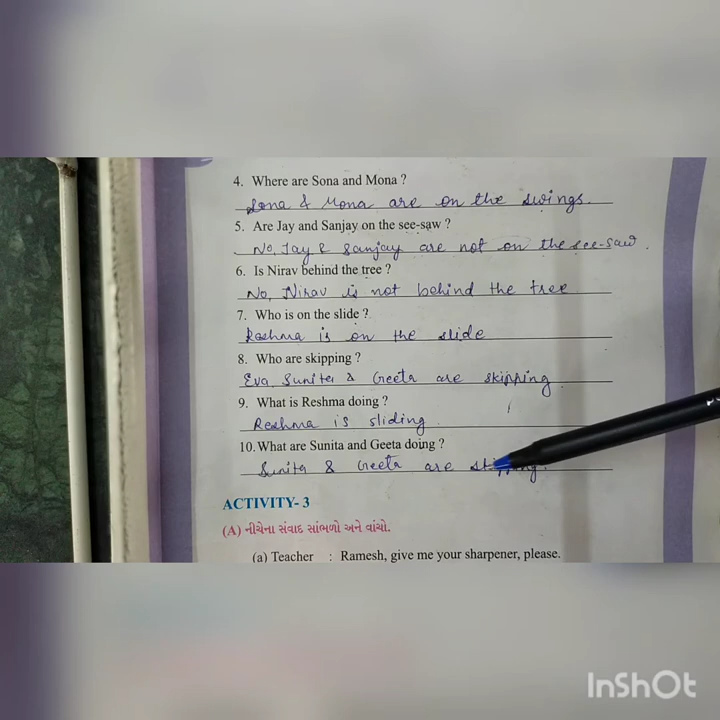 4. Where are Sona and Mona ?
Sona & Mona are on the swings.
5. Are Jay and Sanjay on the see-saw ?
No, Jay & Sanjay are not on the see-saw.
6. Is Nirav behind the tree ?
No, Nirav is not behind the tree
7. Who is on the slide ?
Reshma is on the slide
8. Who are skipping ?
Eva, Sunita & Geeta are skipping.
9. What is Reshma doing ?
Reshma is sliding.
10. What are Sunita and Geeta doing ?
Sunita & Geeta are skipping.
ACTIVITY- 3
(A) નીચેના સંવાદ સાંભળો અને વાંચો.
(a) Teacher : Ramesh, give me your sharpener, please.
InShOt